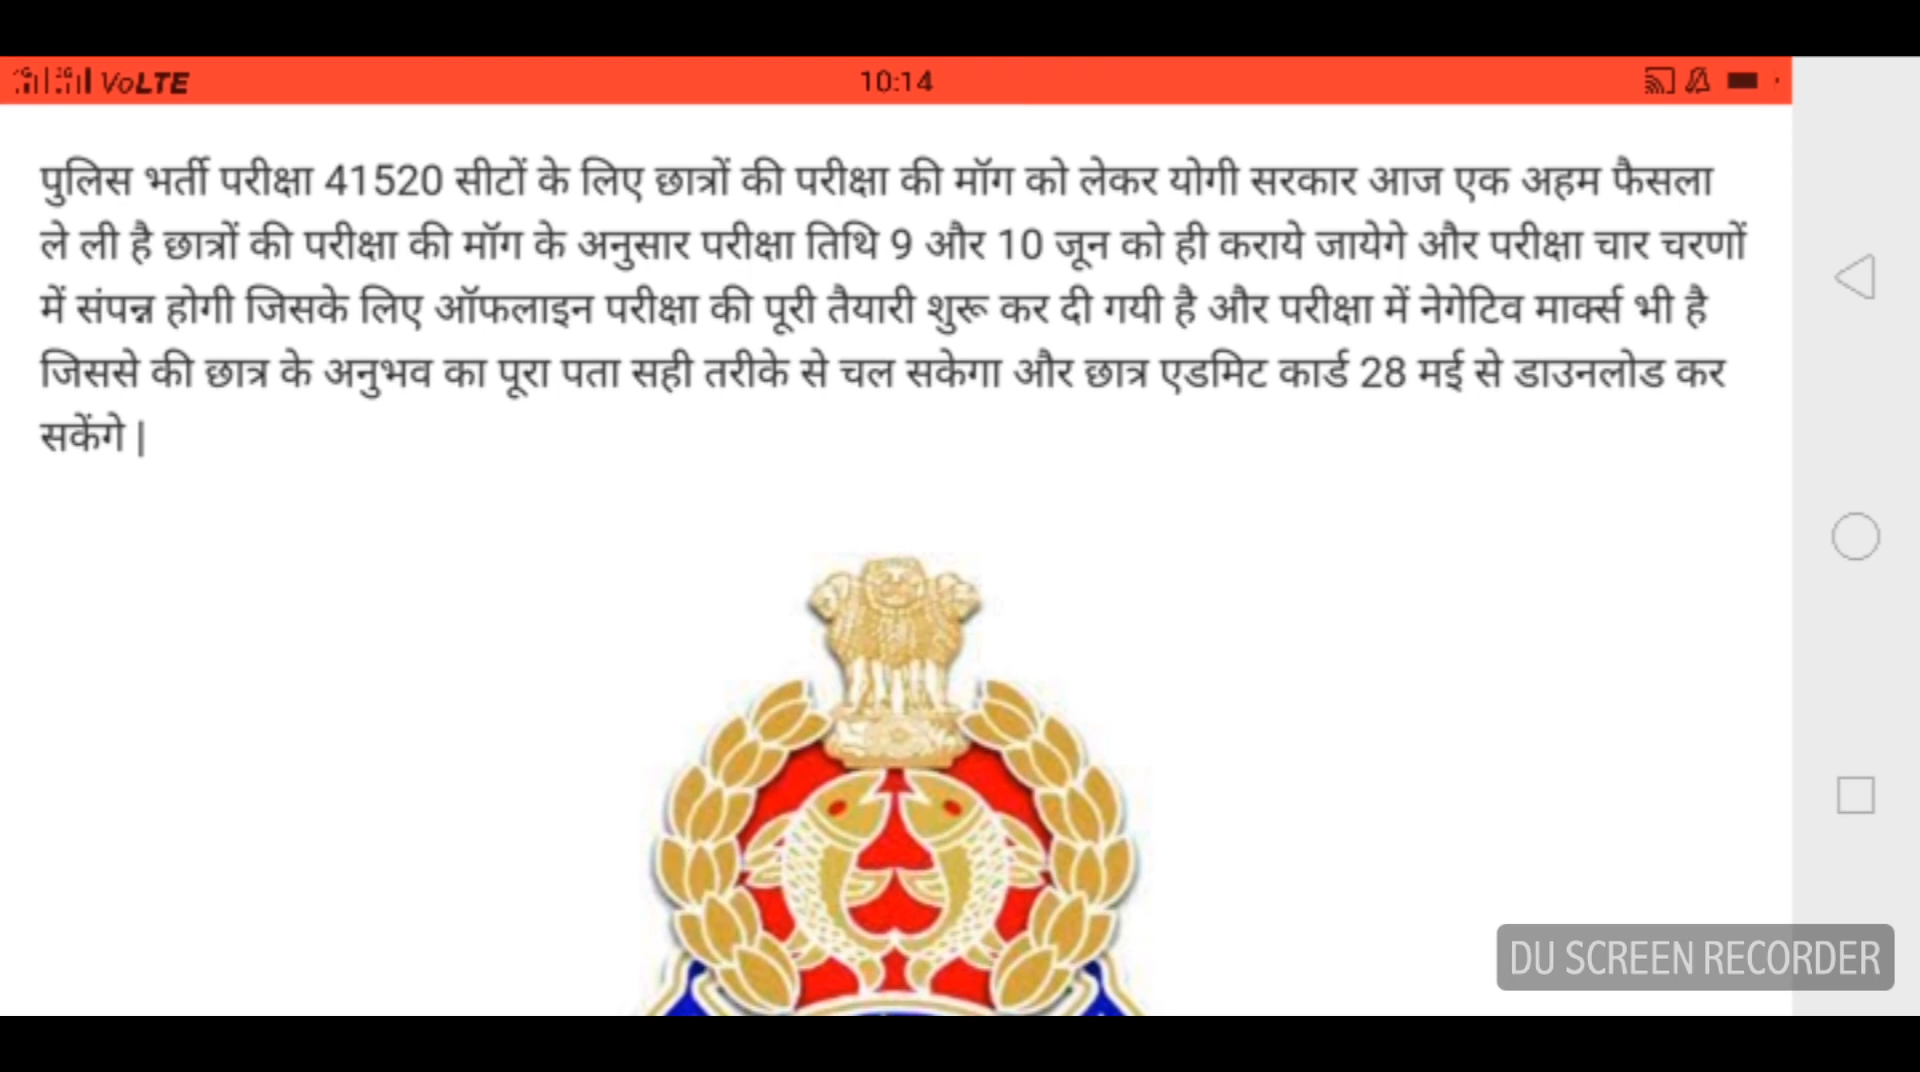 VoLTE 10:14
पुलिस भर्ती परीक्षा 41520 सीटों के लिए छात्रों की परीक्षा की मॉग को लेकर योगी सरकार आज एक अहम फैसला
ले ली है छात्रों की परीक्षा की मॉग के अनुसार परीक्षा तिथि 9 और 10 जून को ही कराये जायेगे और परीक्षा चार चरणों
में संपन्न होगी जिसके लिए ऑफलाइन परीक्षा की पूरी तैयारी शुरू कर दी गयी है और परीक्षा में नेगेटिव मार्क्स भी है
जिससे की छात्र के अनुभव का पूरा पता सही तरीके से चल सकेगा और छात्र एडमिट कार्ड 28 मई से डाउनलोड कर
सकेंगे |
DU SCREEN RECORDER